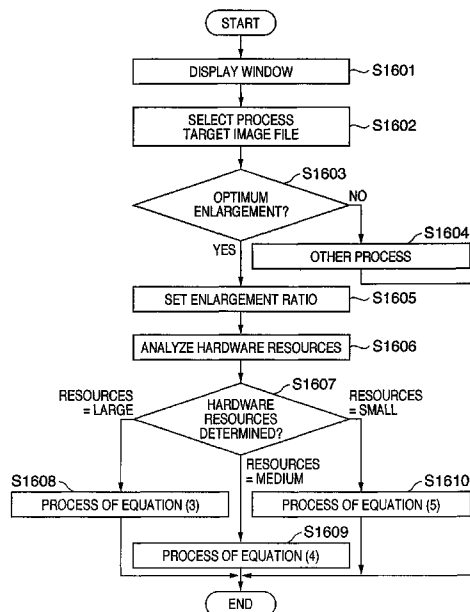 START
DISPLAY WINDOW
S1601
SELECT PROCESS
TARGET IMAGE FILE
S1602
S1603
OPTIMUM
ENLARGEMENT?
NO
YES
S1604
OTHER PROCESS
SET ENLARGEMENT RATIO
S1605
ANALYZE HARDWARE RESOURCES
S1606
S1607
RESOURCES
= LARGE
HARDWARE
RESOURCES
DETERMINED?
RESOURCES
= SMALL
RESOURCES
= MEDIUM
S1608
PROCESS OF EQUATION (3)
S1610
PROCESS OF EQUATION (5)
S1609
PROCESS OF EQUATION (4)
END